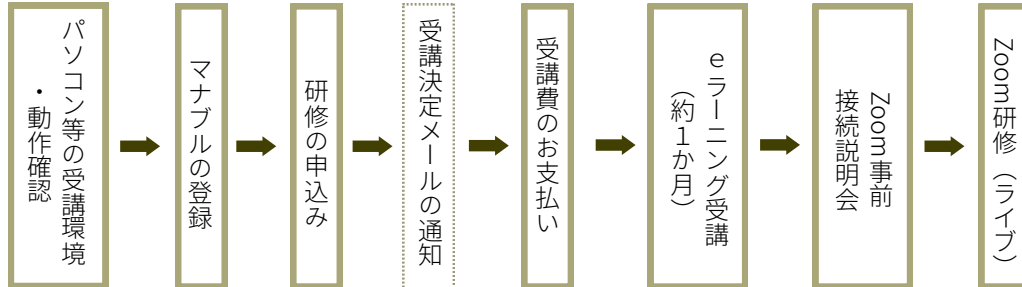 パソコン等の受講環境
・動作確認
マナブルの登録
研修の申込み
受講決定メールの通知
受講費のお支払い
eラーニング受講
（約１か月）
Zoom事前
接続説明会
Zoom研修（ライブ）